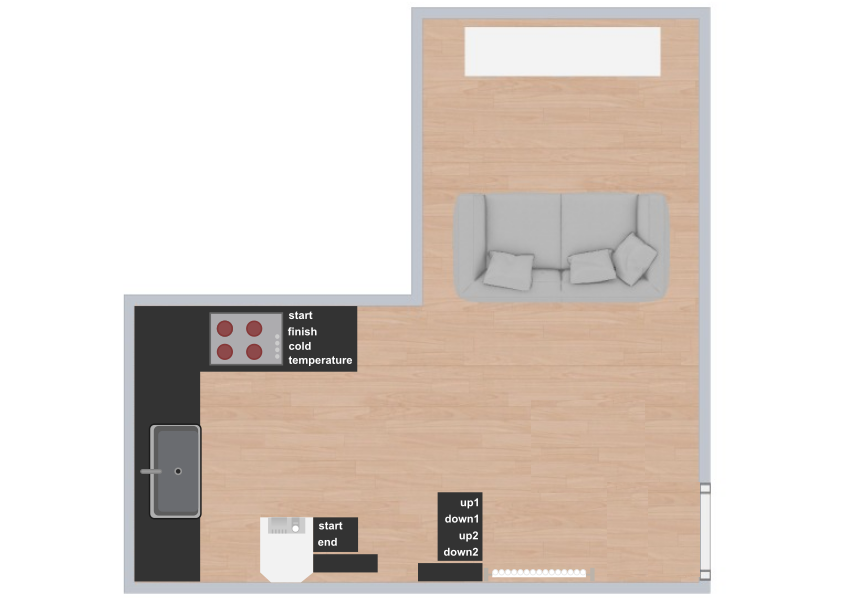 start
finish
cold
temperature
up1
down1
up2
down2
start
end